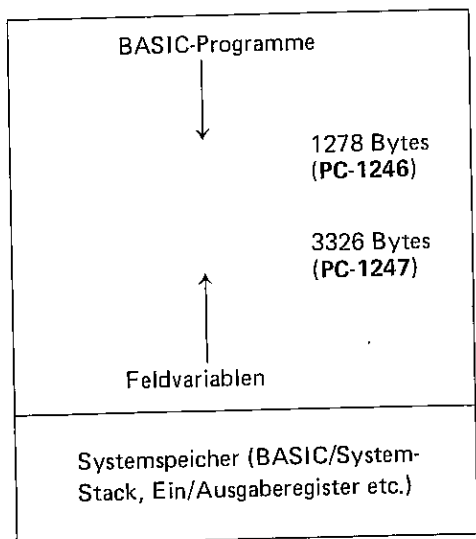 BASIC-Programme
1278 Bytes
(PC-1246)
3326 Bytes
(PC-1247)
Feldvariablen
Systemspeicher (BASIC/System-
Stack, Ein/Ausgaberegister etc.)